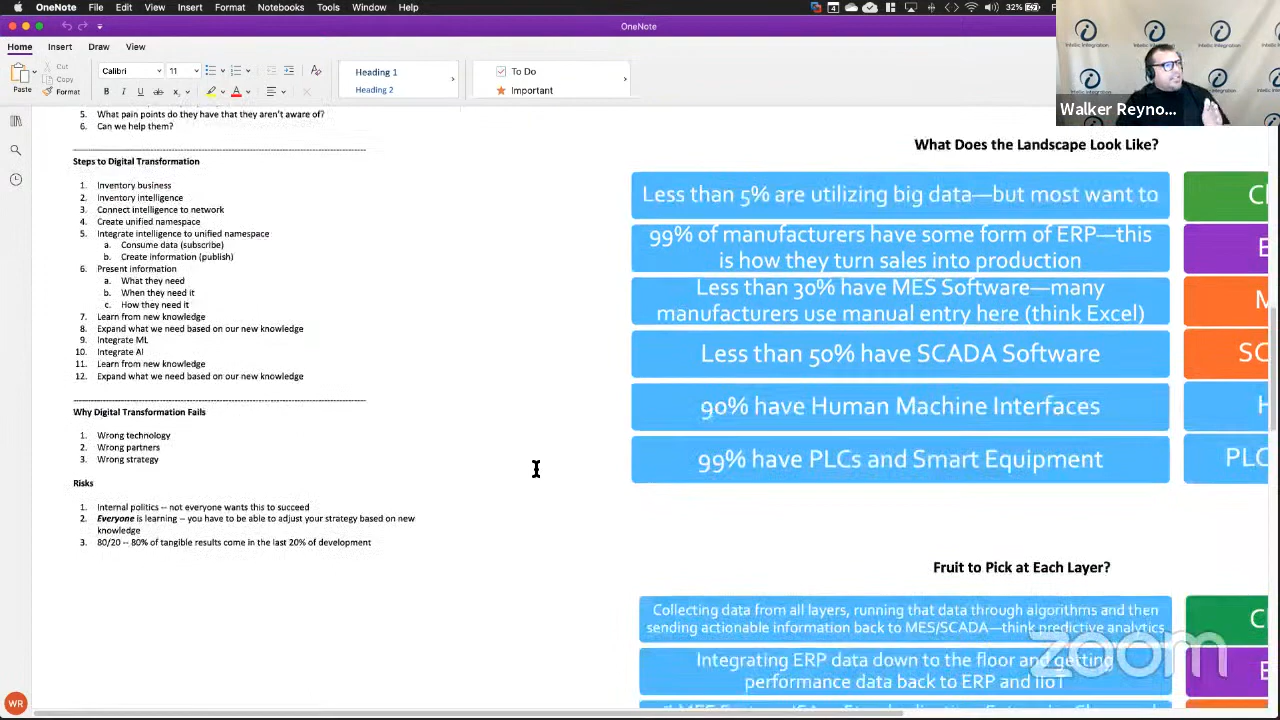 OneNote File Edit View Insert Format Notebooks Tools Window Help
32%
OneNote
Home Insert Draw View
Paste
Cut
Copy
Format
Calibri 11
B I U ab
Heading 1
Heading 2
To Do
Important
Intellic Integration
Walker Reyno...
5. What pain points do they have that they aren't aware of?
6. Can we help them?
Steps to Digital Transformation
1. Inventory business
2. Inventory intelligence
3. Connect intelligence to network
4. Create unified namespace
5. Integrate intelligence to unified namespace
a. Consume data (subscribe)
b. Create information (publish)
6. Present information
a. What they need
b. When they need it
c. How they need it
7. Learn from new knowledge
8. Expand what we need based on our new knowledge
9. Integrate ML
10. Integrate AI
11. Learn from new knowledge
12. Expand what we need based on our new knowledge
Why Digital Transformation Fails
1. Wrong technology
2. Wrong partners
3. Wrong strategy
Risks
1. Internal politics -- not everyone wants this to succeed
2. Everyone is learning -- you have to be able to adjust your strategy based on new
knowledge
3. 80/20 -- 80% of tangible results come in the last 20% of development
What Does the Landscape Look Like?
Less than 5% are utilizing big data—but most want to
99% of manufacturers have some form of ERP—this
is how they turn sales into production
Less than 30% have MES Software—many
manufacturers use manual entry here (think Excel)
Less than 50% have SCADA Software
90% have Human Machine Interfaces
99% have PLCs and Smart Equipment
PLC
Fruit to Pick at Each Layer?
Collecting data from all layers, running that data through algorithms and then
sending actionable information back to MES/SCADA—think predictive analytics
Integrating ERP data down to the floor and getting
performance data back to ERP and IIoT
zoom
WR